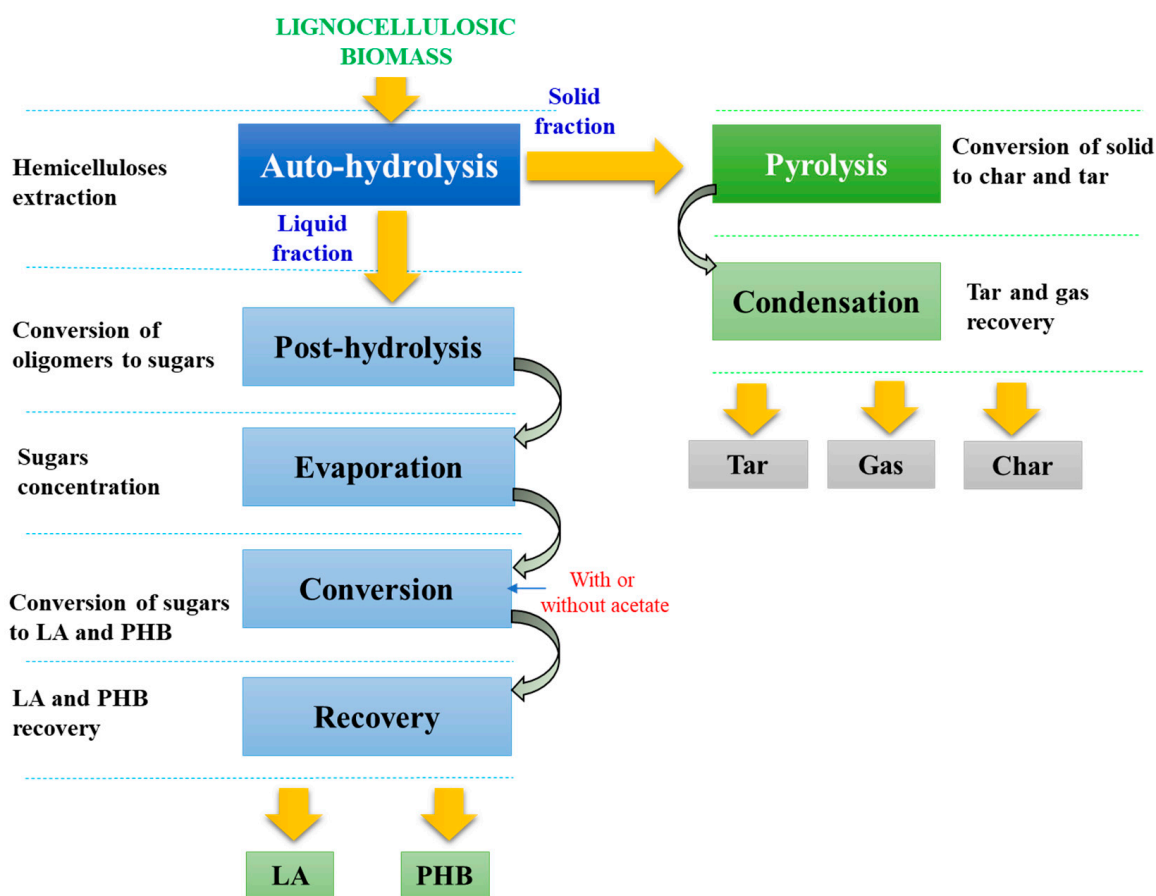 LIGNOCELLULOSIC
BIOMASS
Solid
fraction
Hemicelluloses
extraction
Auto-hydrolysis
Pyrolysis
Conversion of solid
to char and tar
Liquid
fraction
Condensation
Tar and gas
recovery
Conversion of
oligomers to sugars
Post-hydrolysis
Tar
Gas
Char
Sugars
concentration
Evaporation
Conversion
With or
without acetate
Conversion of sugars
to LA and PHB
LA and PHB
recovery
Recovery
LA
PHB